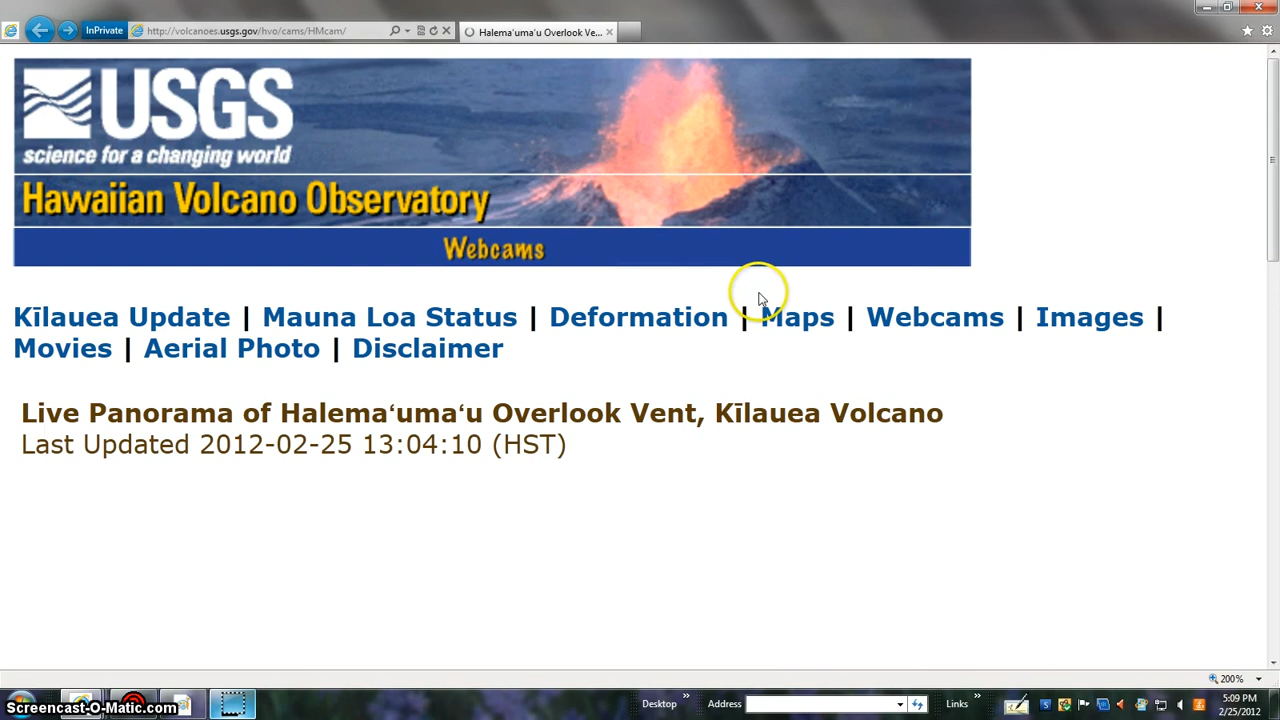 InPrivate
http://volcanoes.usgs.gov/hvo/cams/HMcam/
Halemaʻumaʻu Overlook Ve...
USGS
science for a changing world
Hawaiian Volcano Observatory
Webcams
Kīlauea Update | Mauna Loa Status | Deformation | Maps | Webcams | Images |
Movies | Aerial Photo | Disclaimer
Live Panorama of Halemaʻumaʻu Overlook Vent, Kīlauea Volcano
Last Updated 2012-02-25 13:04:10 (HST)
200%
Screencast-O-Matic.com
Desktop
Address
Links
5:09 PM
2/25/2012